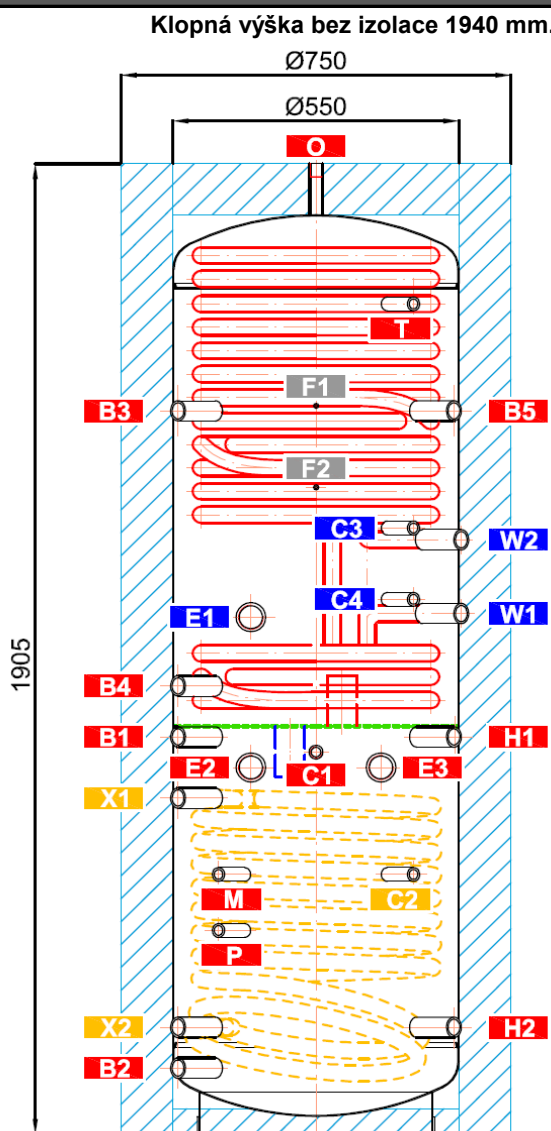 Klopná výška bez izolace 1940 mm.
Ø750
Ø550
O
T
F1
B3
B5
F2
C3
W2
C4
E1
W1
1905
B4
B1
H1
E2
C1
E3
X1
M
C2
P
X2
H2
B2